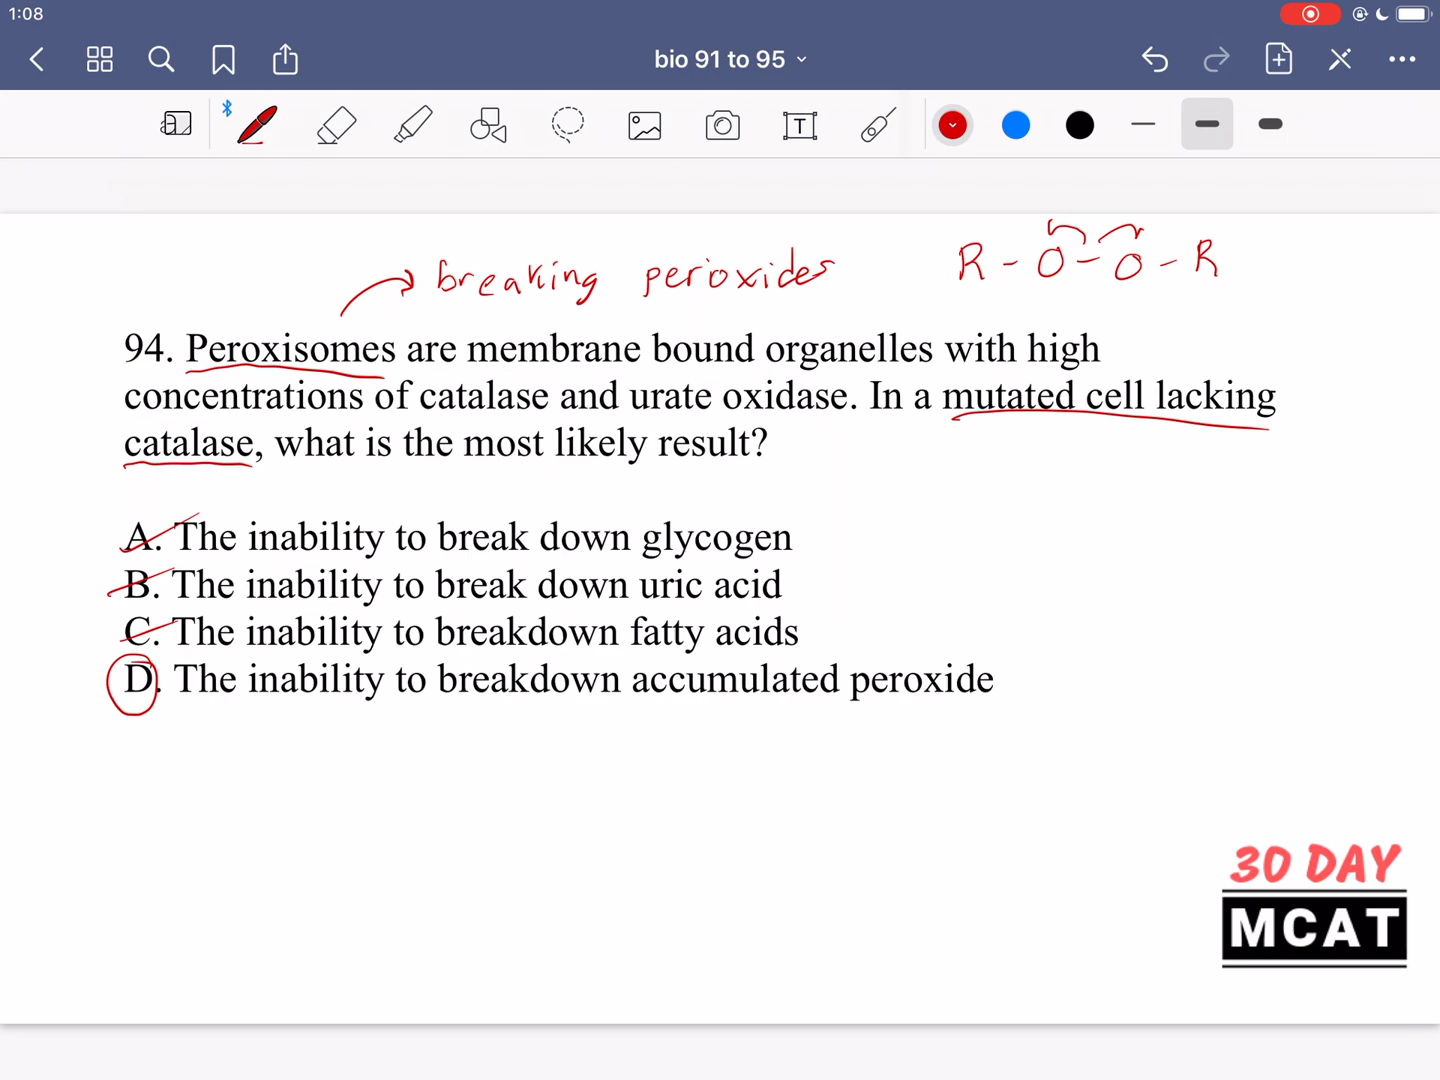 1:08
bio 91 to 95
a
T
breaking peroxides
R - O - O - R
94. Peroxisomes are membrane bound organelles with high
concentrations of catalase and urate oxidase. In a mutated cell lacking
catalase, what is the most likely result?
A. The inability to break down glycogen
B. The inability to break down uric acid
C. The inability to breakdown fatty acids
D. The inability to breakdown accumulated peroxide
30 DAY
MCAT